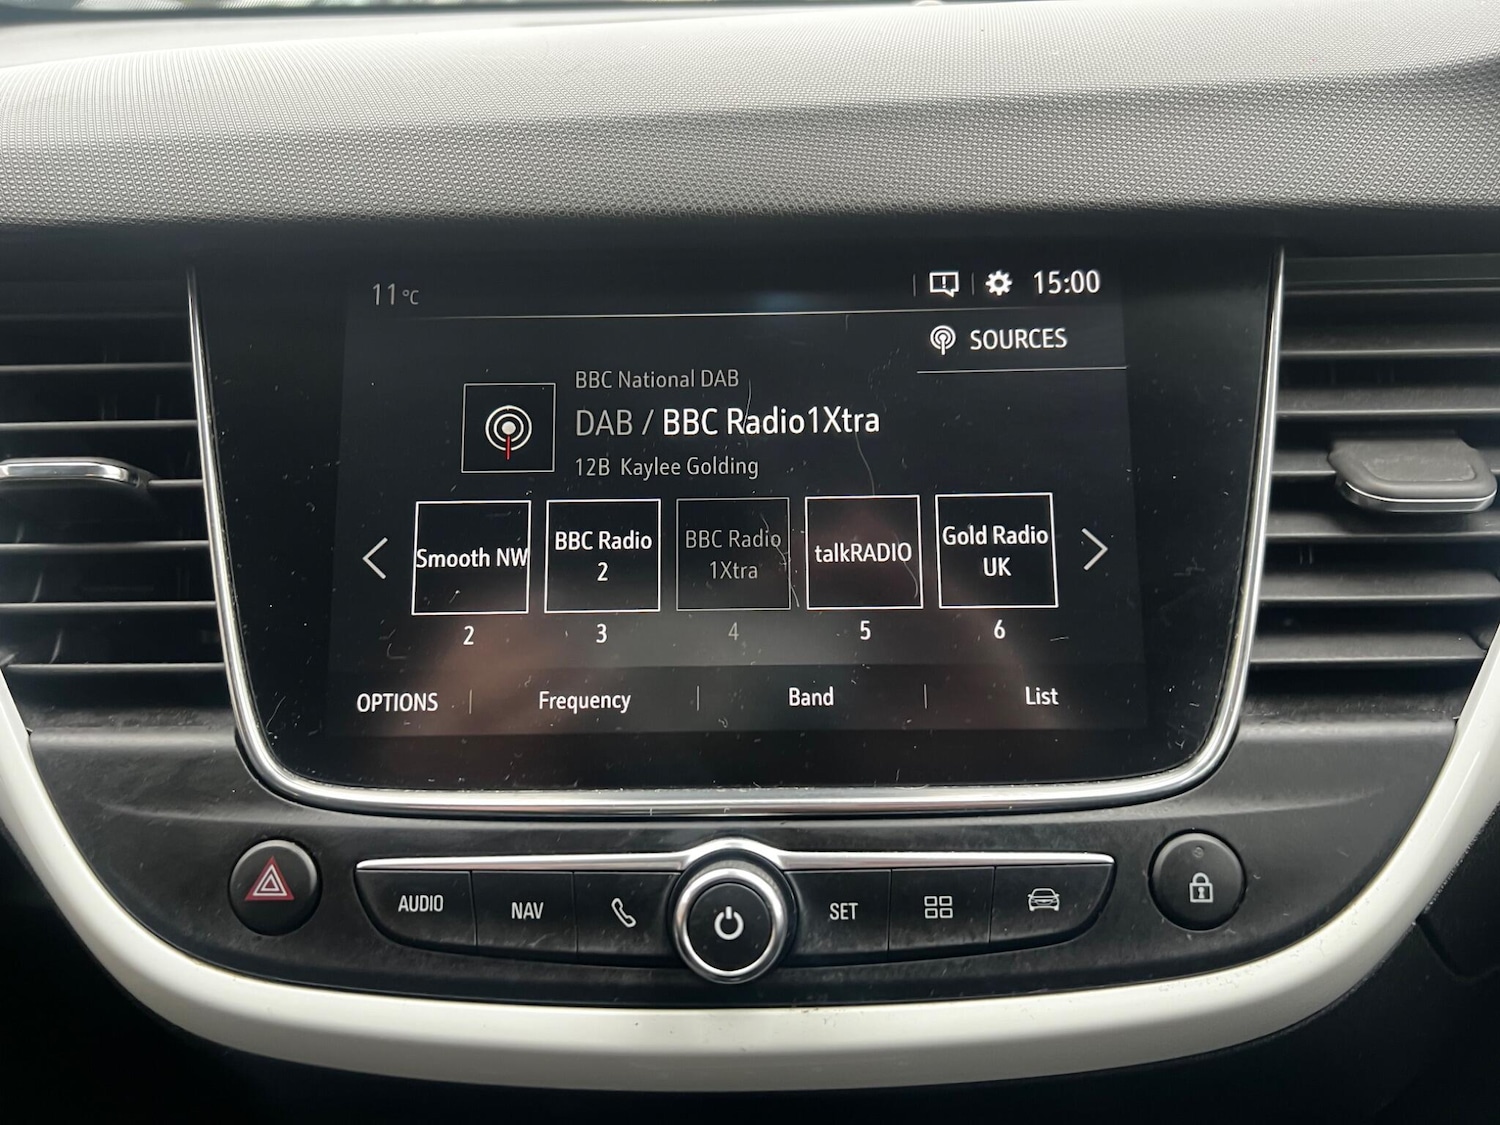 11°C
15:00
SOURCES
BBC National DAB
DAB / BBC Radio1Xtra
12B Kaylee Golding
Smooth NW
BBC Radio
2
BBC Radio
1Xtra
talkRADIO
Gold Radio
UK
2
3
4
5
6
OPTIONS
Frequency
Band
List
AUDIO
NAV
SET